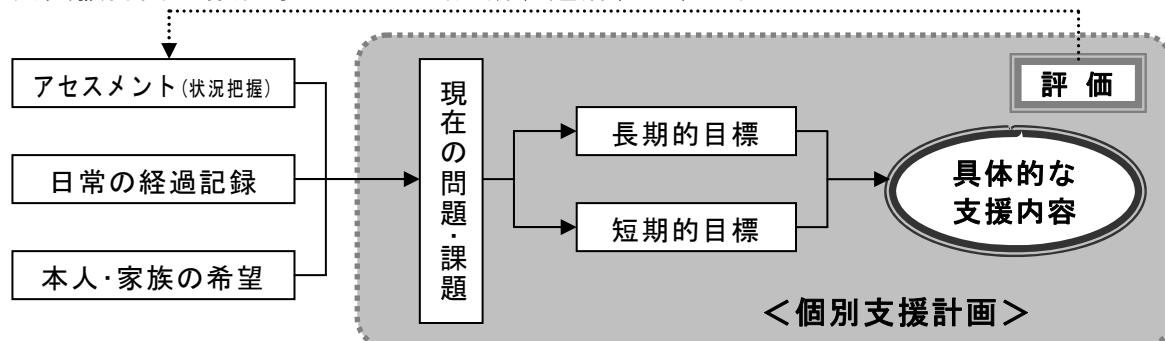 アセスメント(状況把握)
日常の経過記録
本人・家族の希望
現在の問題・課題
長期的目標
短期的目標
評価
具体的な
支援内容
＜個別支援計画＞